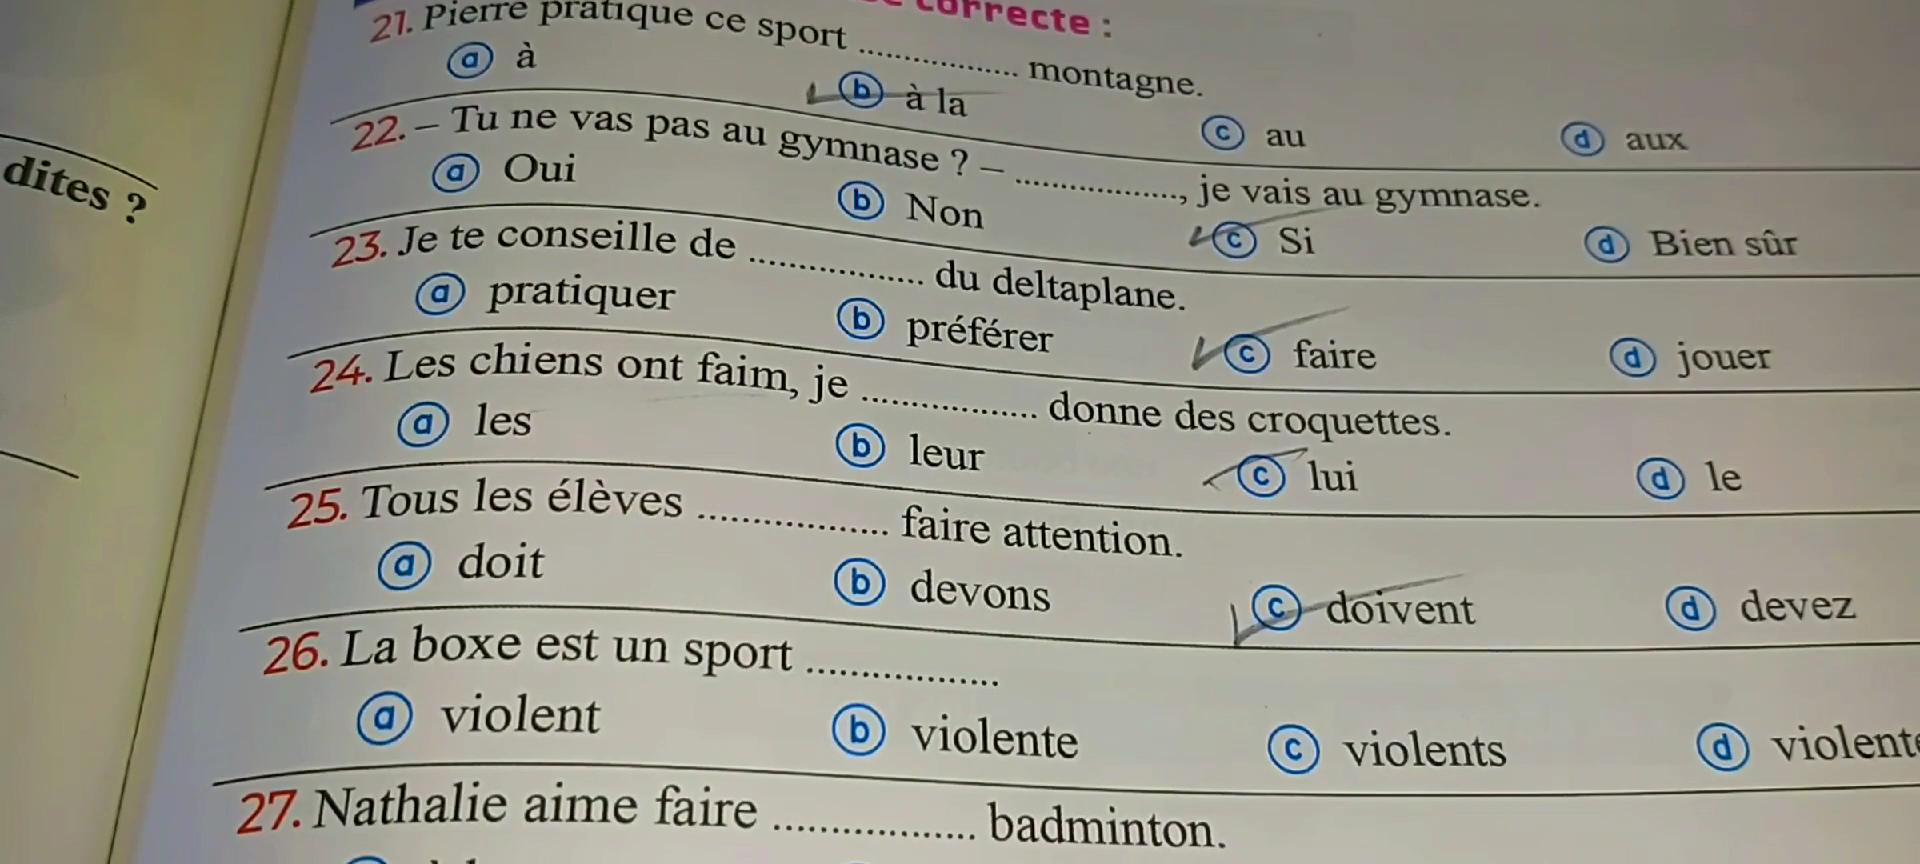 correcte :
21. Pierre pratique ce sport .................. montagne.
a à b à la c au d aux
22. – Tu ne vas pas au gymnase ? – .................., je vais au gymnase.
a Oui b Non c Si d Bien sûr
23. Je te conseille de .................. du deltaplane.
a pratiquer b préférer c faire d jouer
24. Les chiens ont faim, je .................. donne des croquettes.
a les b leur c lui d le
25. Tous les élèves .................. faire attention.
a doit b devons c doivent d devez
26. La boxe est un sport ..................
a violent b violente c violents d
27. Nathalie aime faire .................. badminton.
dites ?